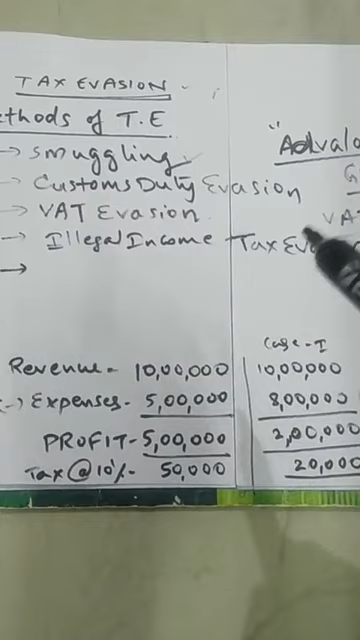 TAX EVASION
ethods of T.E
→ Smuggling
→ Customs Duty Evasion
→ VAT Evasion
→ Illegal Income Tax Eva
→
"Advalo
G
VA
Case - I
Revenue - 10,00,000 10,00,000
(-) Expenses - 5,00,000 8,00,000
PROFIT - 5,00,000 2,00,000
Tax @ 10% 50,000 20,000